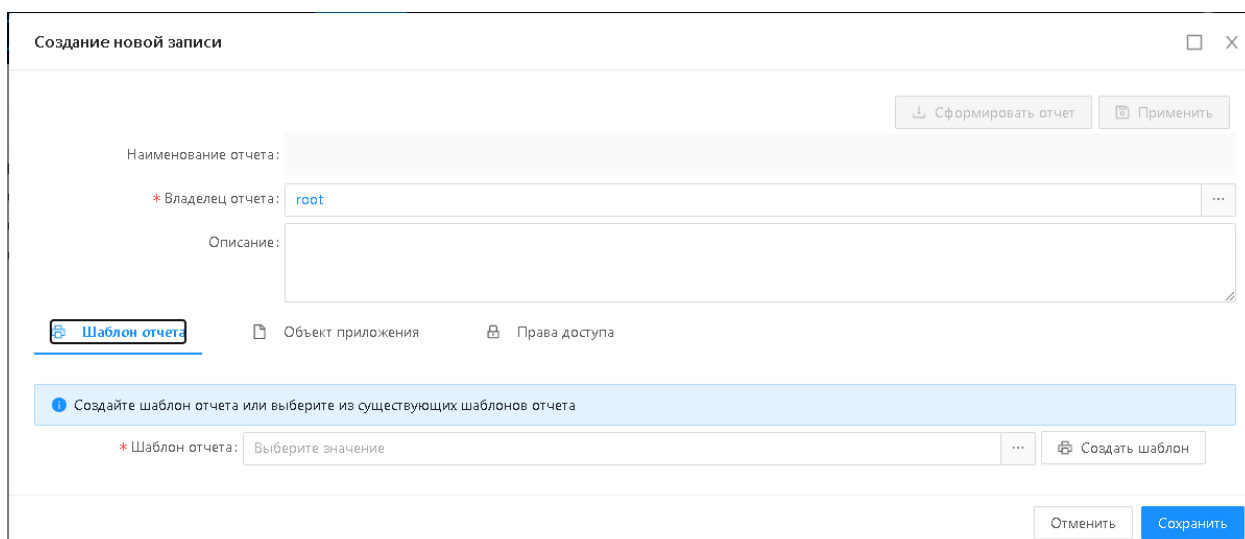 Создание новой записи
Сформировать отчет
Применить
Наименование отчета:
* Владелец отчета: root ...
Описание:
Шаблон отчета Объект приложения Права доступа
Создайте шаблон отчета или выберите из существующих шаблонов отчета
* Шаблон отчета: Выберите значение ... Создать шаблон
Отменить Сохранить